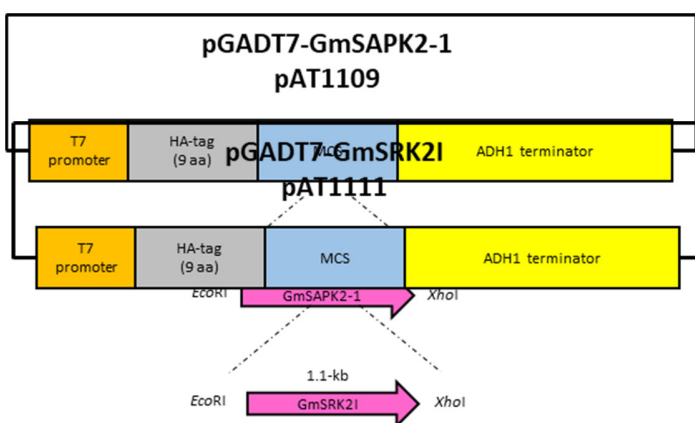 pGADT7-GmSAPK2-1
pAT1109
T7
promoter
HA-tag
(9 aa)
MCS
ADH1 terminator
pGADT7-GmSRK2I
pAT1111
T7
promoter
HA-tag
(9 aa)
MCS
ADH1 terminator
EcoRI
GmSAPK2-1
XhoI
1.1-kb
EcoRI
GmSRK2I
XhoI